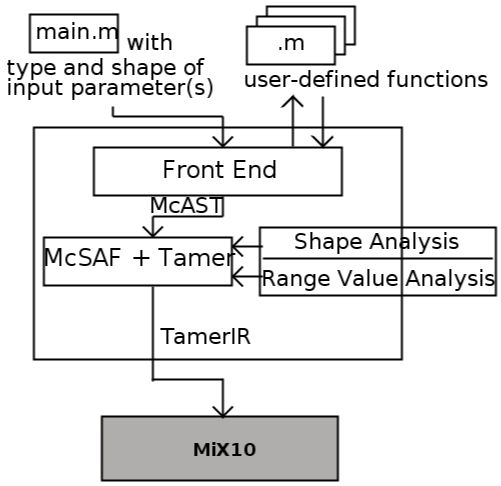 main.m with
type and shape of
input parameter(s)
.m
user-defined functions
Front End
McAST
McSAF + Tamer
Shape Analysis
Range Value Analysis
TamerIR
MiX10